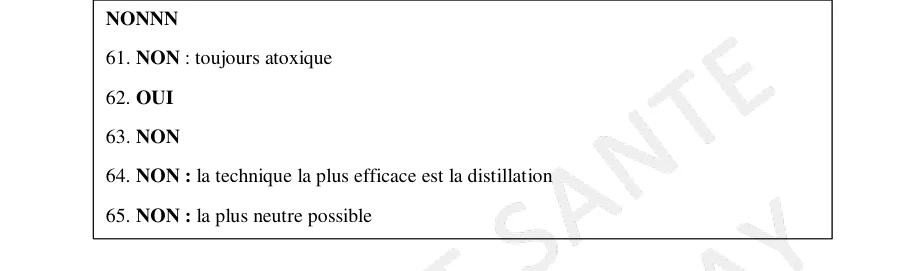 NONNN
61. NON : toujours atoxique
62. OUI
63. NON
64. NON : la technique la plus efficace est la distillation
65. NON : la plus neutre possible
SANTE